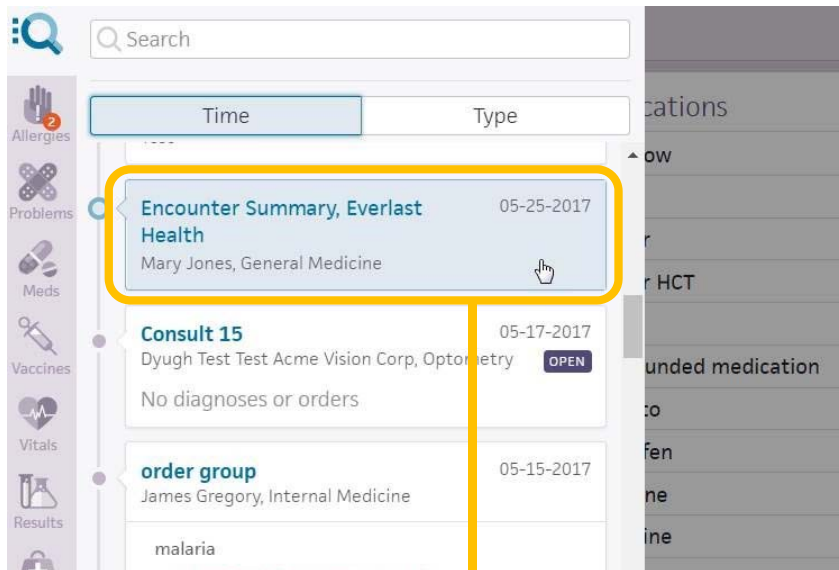 Search
2
Allergies
Problems
Meds
Vaccines
Vitals
Results
Time
Type
Encounter Summary, Everlast
Health
05-25-2017
Mary Jones, General Medicine
Consult 15
05-17-2017
Dyugh Test Test Acme Vision Corp, Optometry
OPEN
No diagnoses or orders
order group
05-15-2017
James Gregory, Internal Medicine
malaria
cations
ow
r
r HCT
unded medication
to
fen
ne
ine